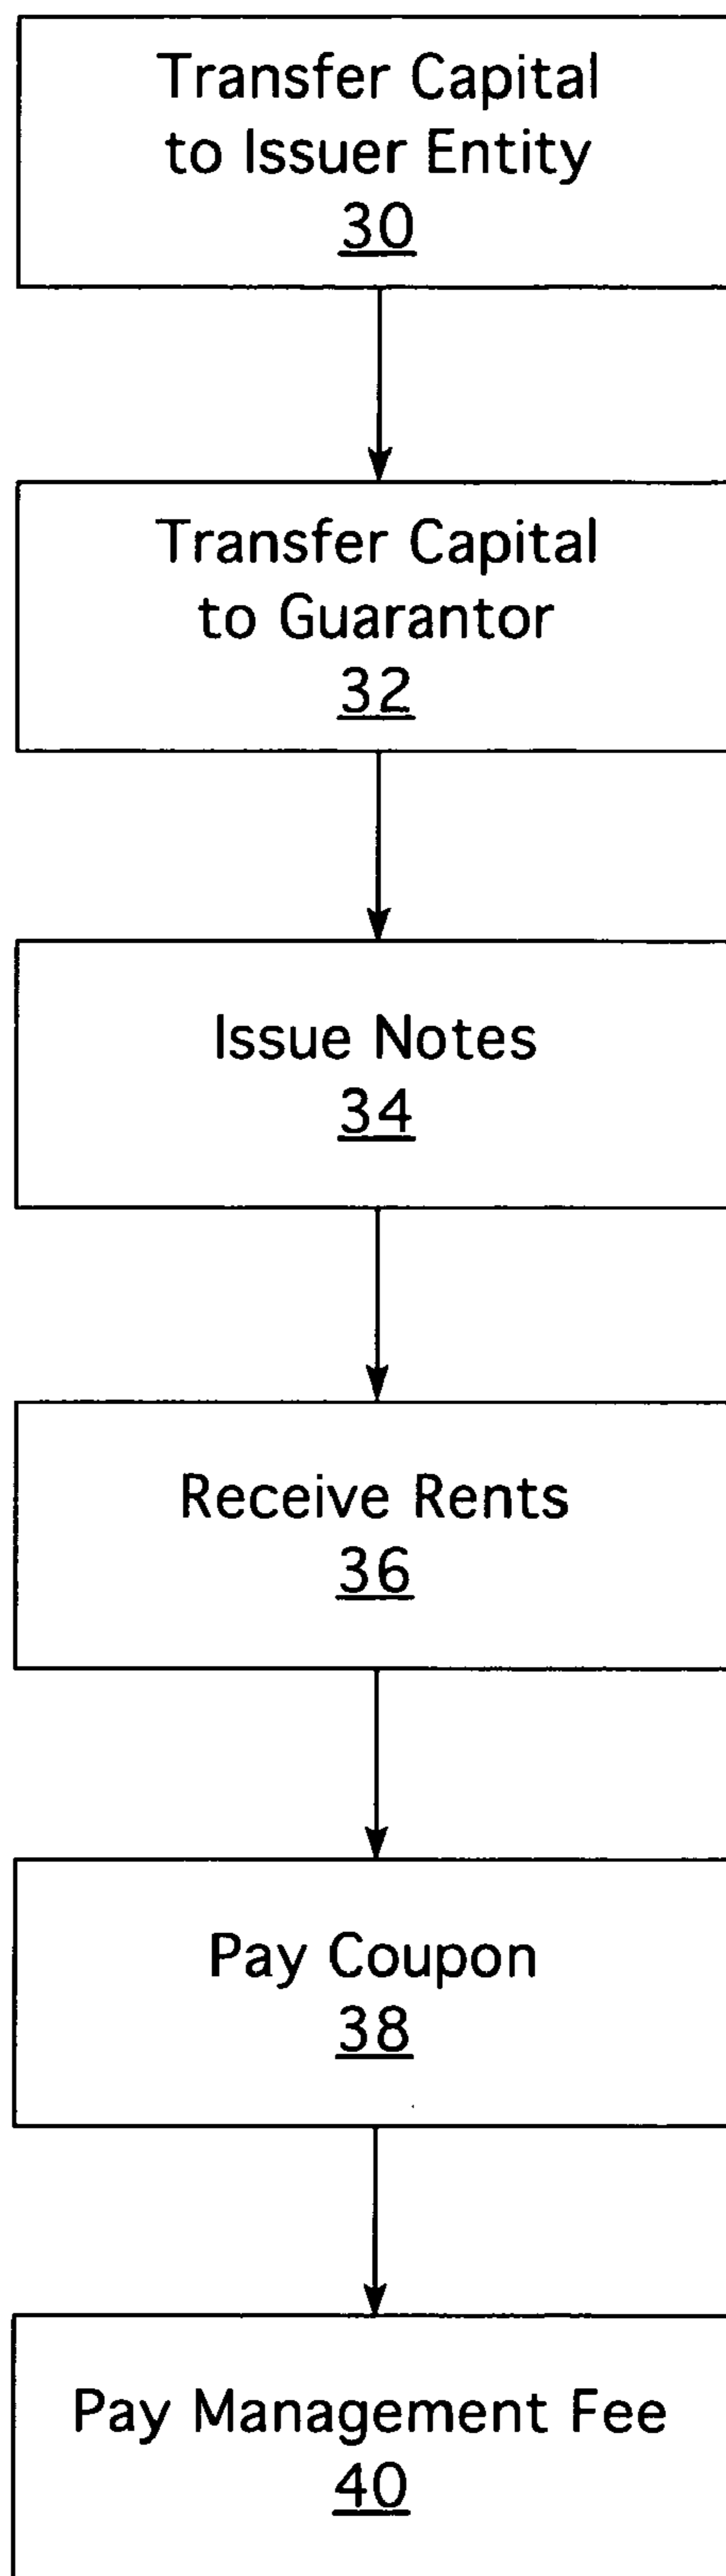 Transfer Capital
to Issuer Entity
30
Transfer Capital
to Guarantor
32
Issue Notes
34
Receive Rents
36
Pay Coupon
38
Pay Management Fee
40